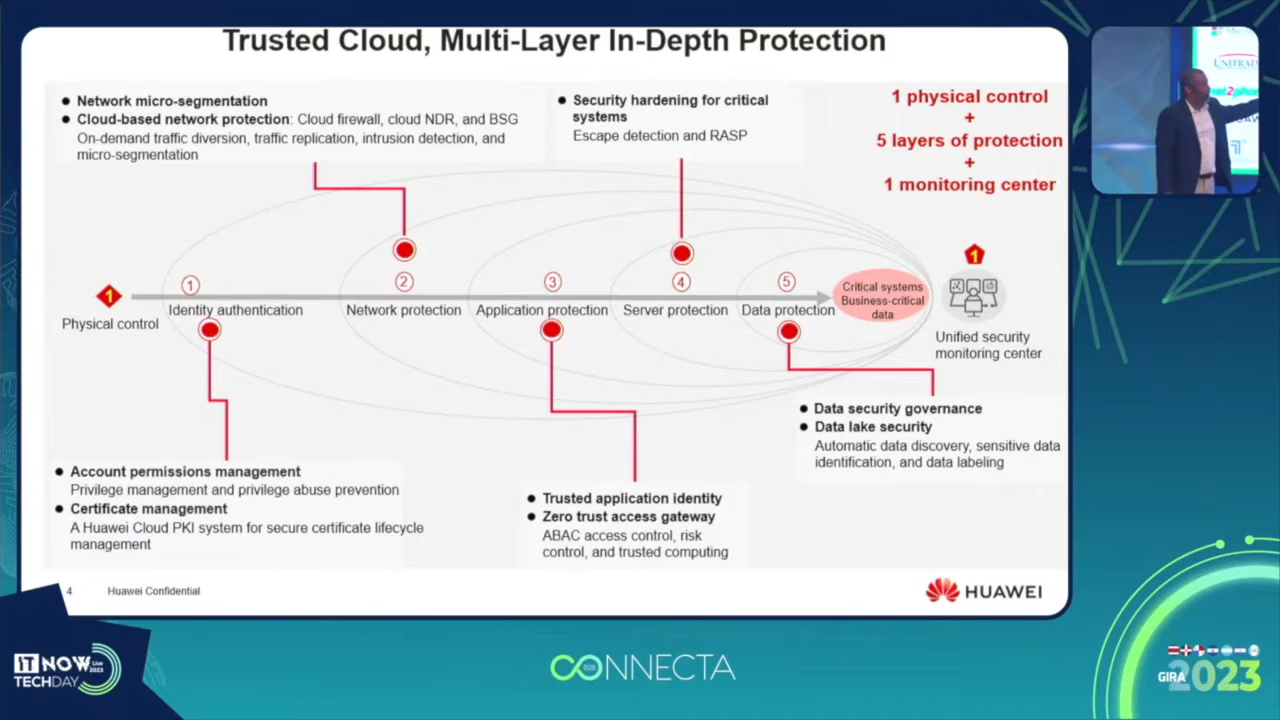 Trusted Cloud, Multi-Layer In-Depth Protection
● Network micro-segmentation
● Cloud-based network protection: Cloud firewall, cloud NDR, and BSG
On-demand traffic diversion, traffic replication, intrusion detection, and
micro-segmentation
● Security hardening for critical
systems
Escape detection and RASP
1 physical control
+
5 layers of protection
+
1 monitoring center
1
Physical control
1
Identity authentication
2
Network protection
3
Application protection
4
Server protection
5
Data protection
Critical systems
Business-critical
data
1
Unified security
monitoring center
● Account permissions management
Privilege management and privilege abuse prevention
● Certificate management
A Huawei Cloud PKI system for secure certificate lifecycle
management
● Trusted application identity
● Zero trust access gateway
ABAC access control, risk
control, and trusted computing
● Data security governance
● Data lake security
Automatic data discovery, sensitive data
identification, and data labeling
4
Huawei Confidential
HUAWEI
IT NOW Live
2023
TECHDAY
CONNECTA
B2B
GIRA 2023